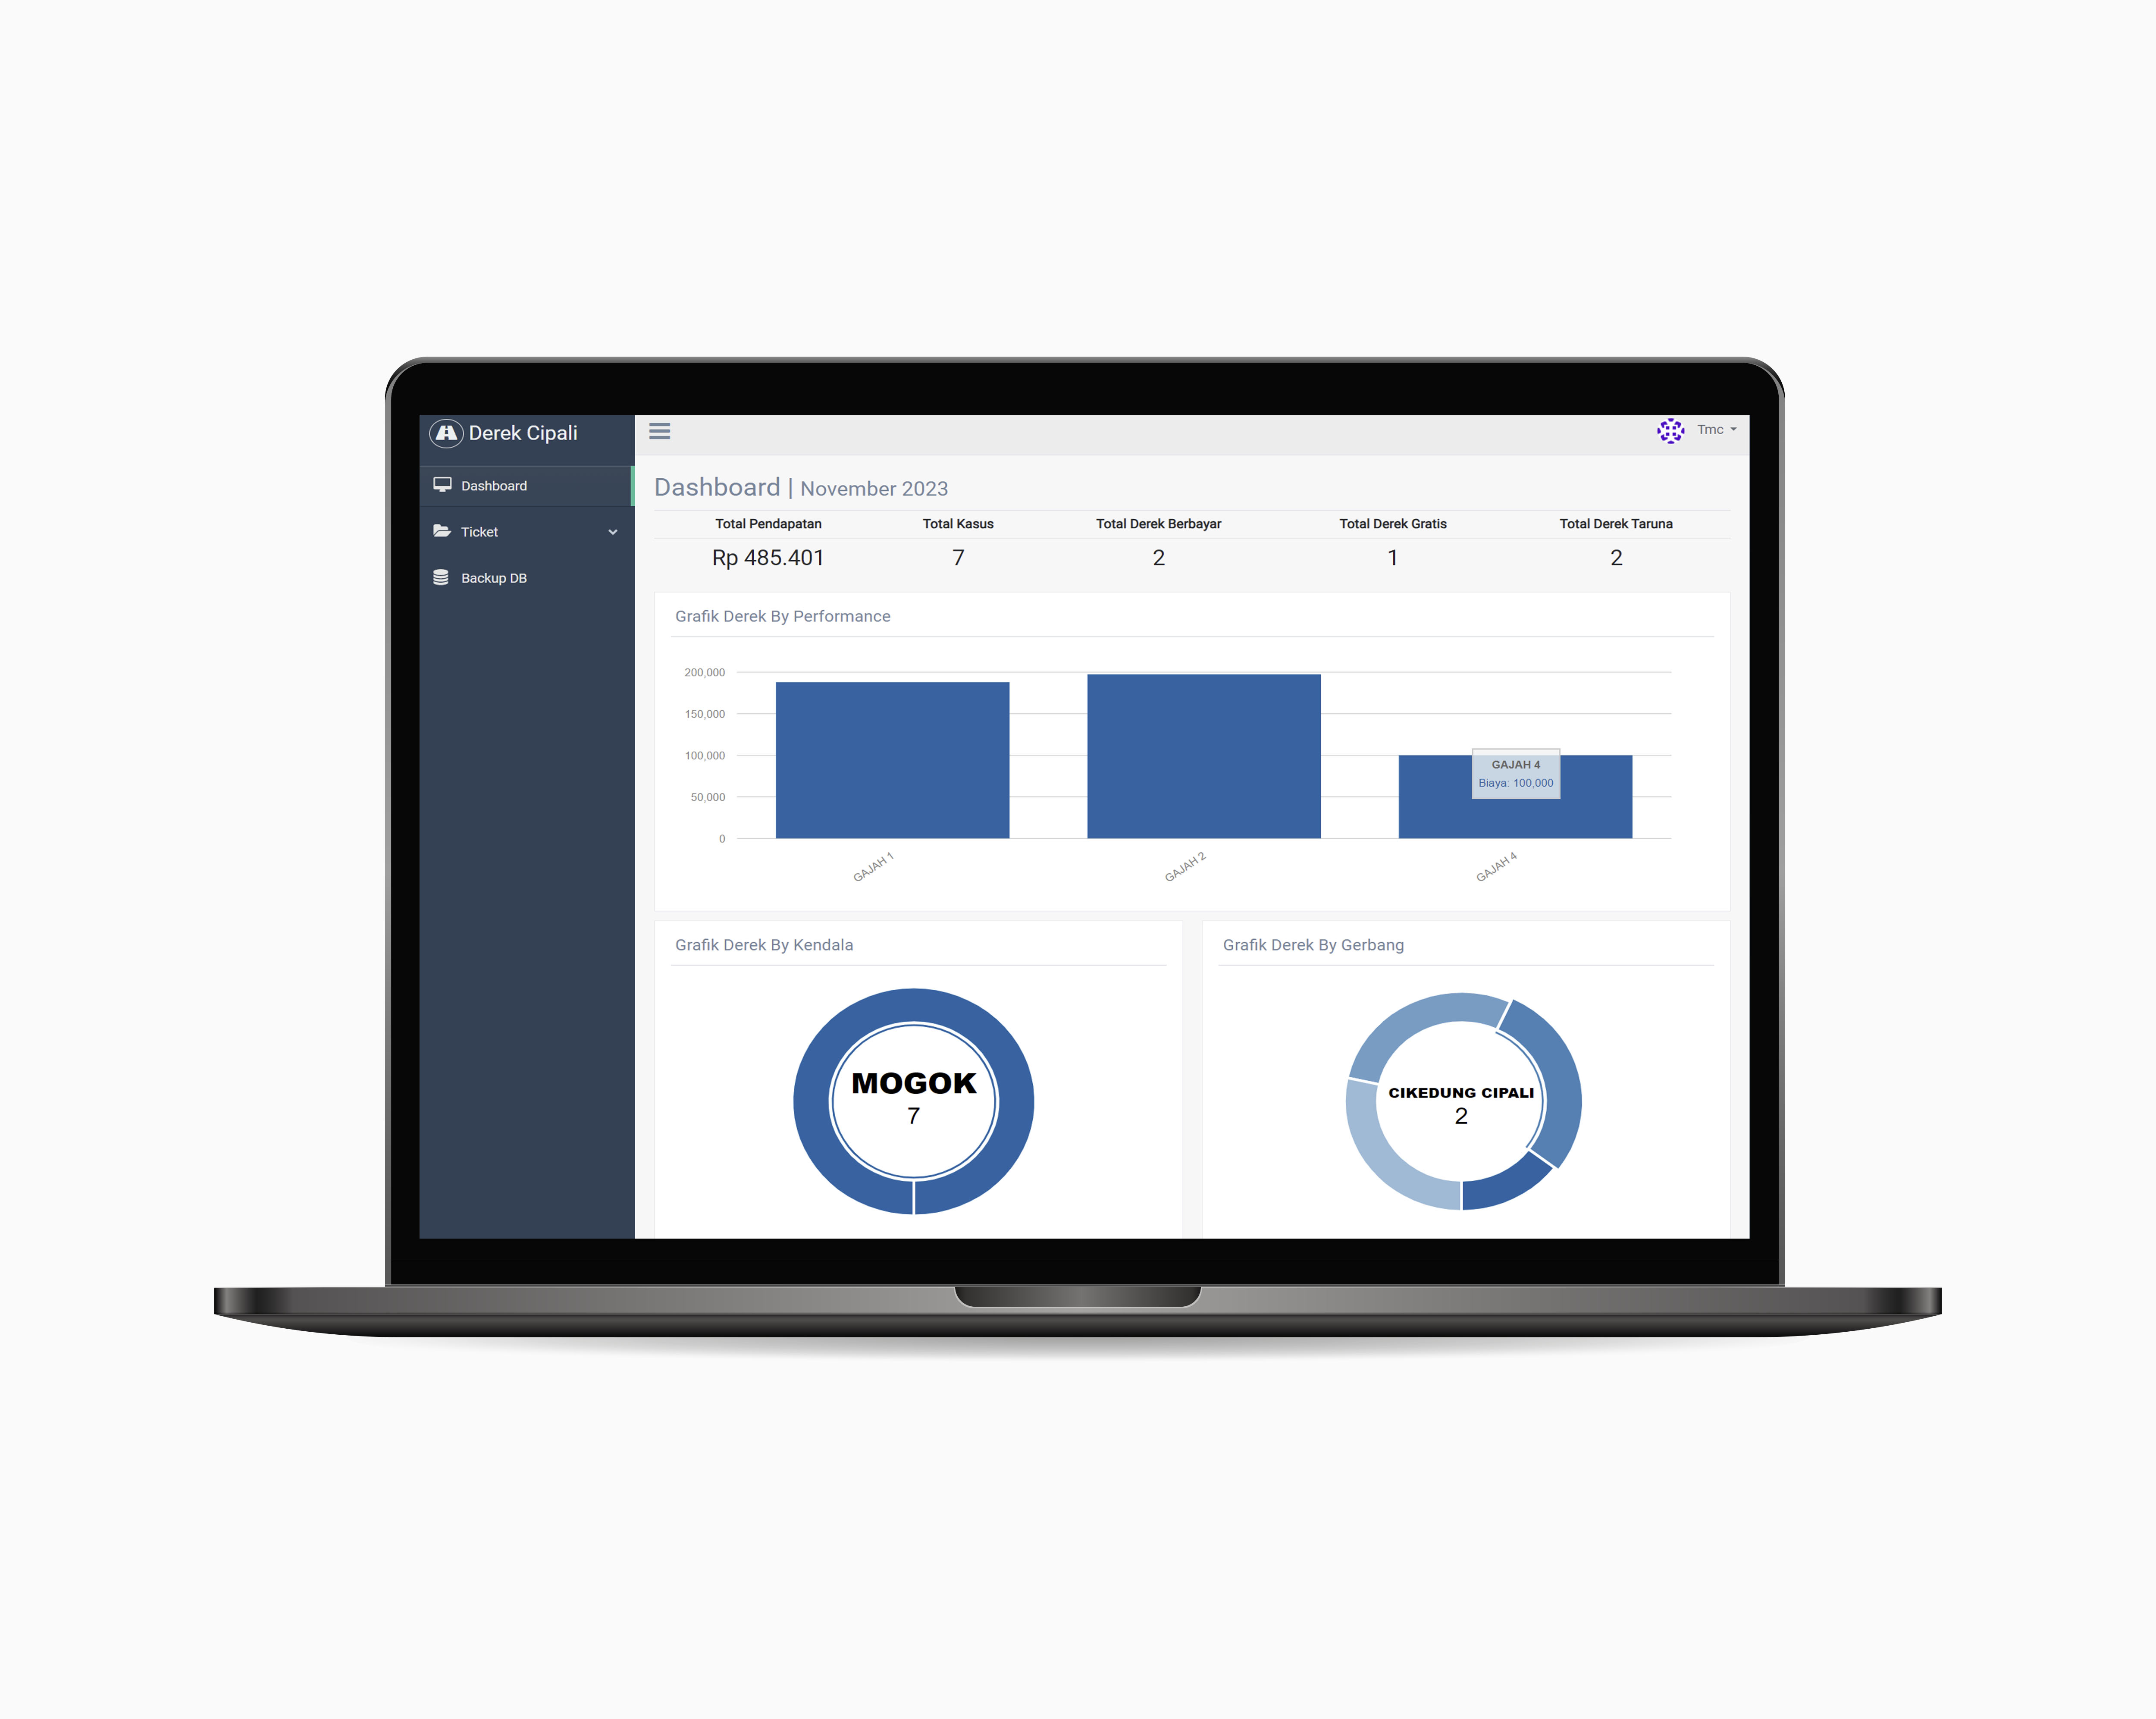 Derek Cipali
Tmc
Dashboard
Ticket
Backup DB
Dashboard | November 2023
Total Pendapatan Total Kasus Total Derek Berbayar Total Derek Gratis Total Derek Taruna
Rp 485.401 7 2 1 2
Grafik Derek By Performance
200,000
150,000
100,000
50,000
0
GAJAH 4
Biaya: 100,000
GAJAH 1 GAJAH 2 GAJAH 4
Grafik Derek By Kendala
MOGOK
7
Grafik Derek By Gerbang
CIKEDUNG CIPALI
2